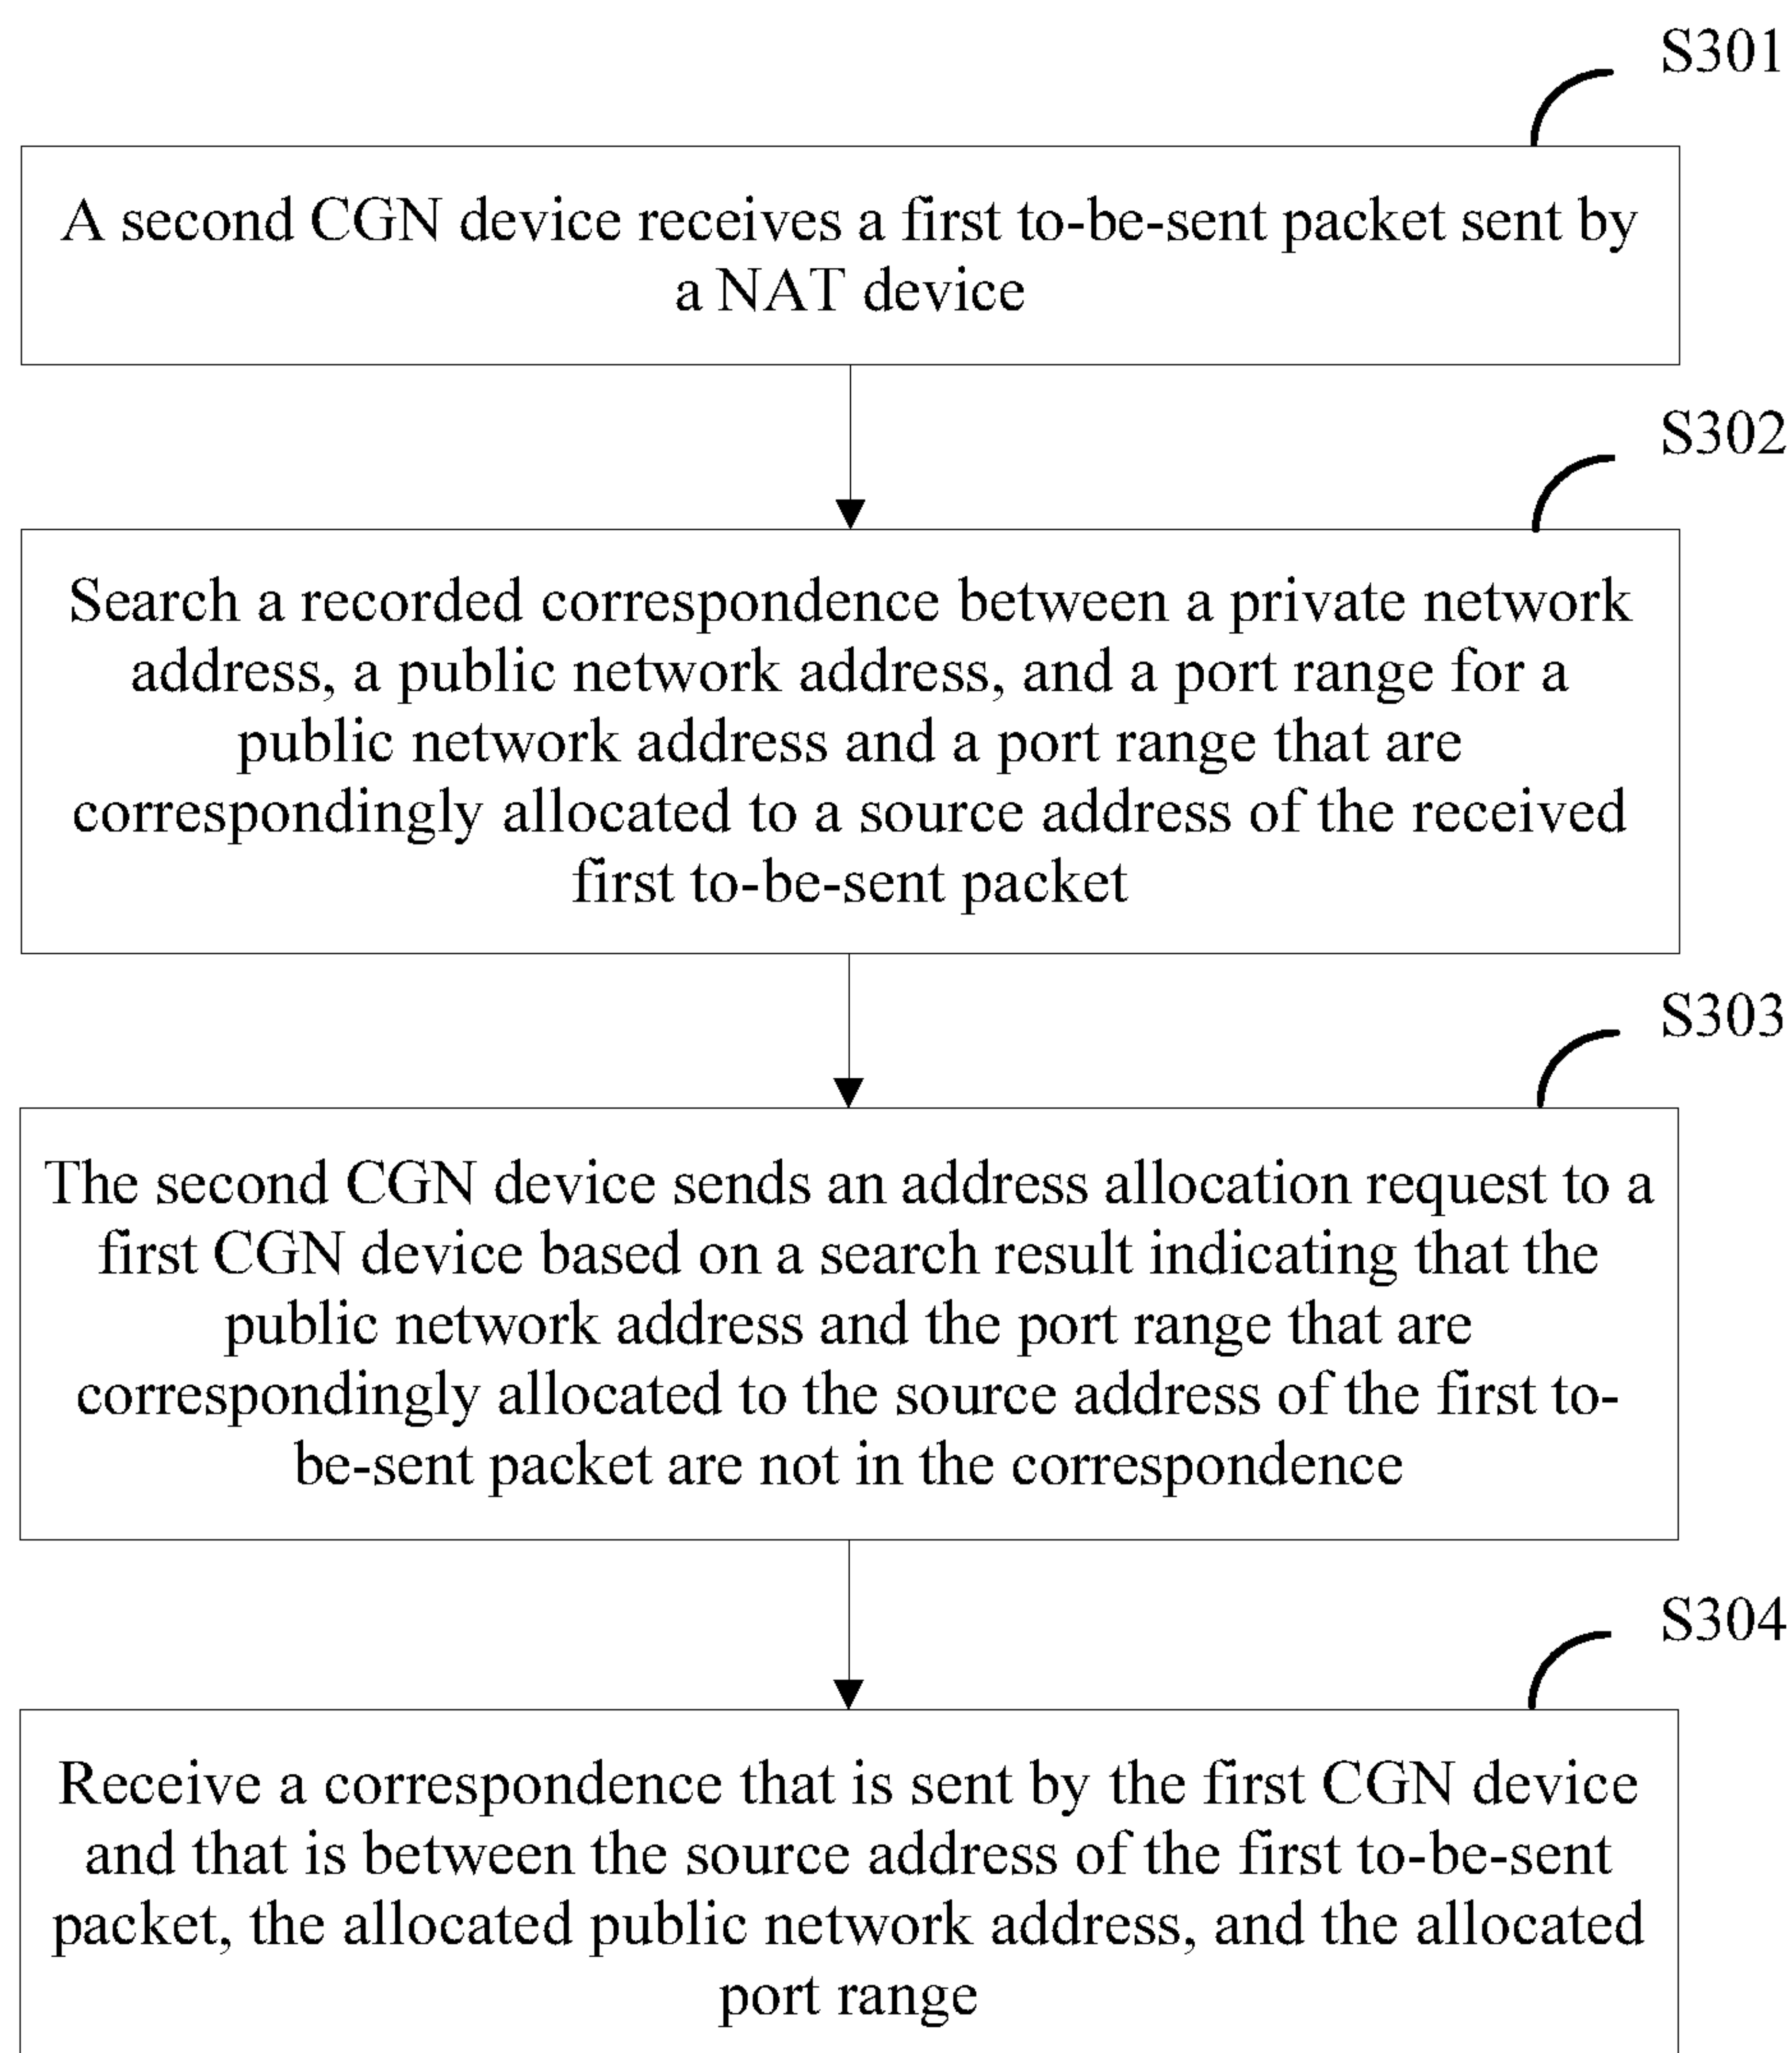 S301
A second CGN device receives a first to-be-sent packet sent by
a NAT device
S302
Search a recorded correspondence between a private network
address, a public network address, and a port range for a
public network address and a port range that are
correspondingly allocated to a source address of the received
first to-be-sent packet
S303
The second CGN device sends an address allocation request to a
first CGN device based on a search result indicating that the
public network address and the port range that are
correspondingly allocated to the source address of the first to-
be-sent packet are not in the correspondence
S304
Receive a correspondence that is sent by the first CGN device
and that is between the source address of the first to-be-sent
packet, the allocated public network address, and the allocated
port range